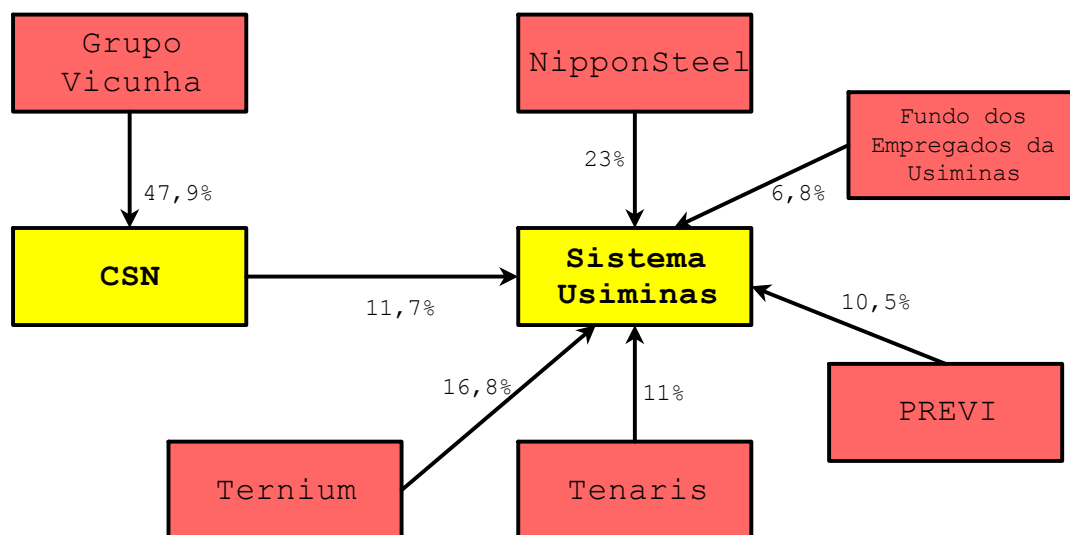 Grupo
Vicunha
NipponSteel
Fundo dos
Empregados da
Usiminas
47,9%
23%
6,8%
CSN
Sistema
Usiminas
11,7%
10,5%
16,8%
11%
PREVI
Ternium
Tenaris